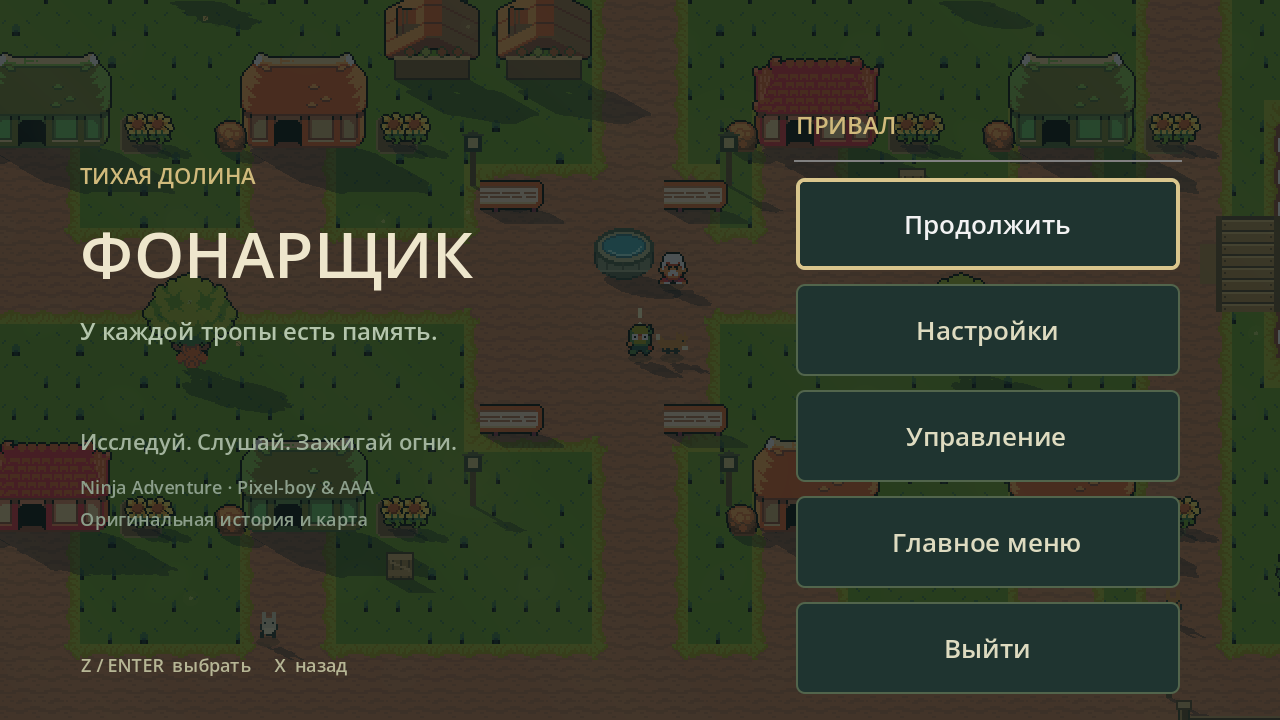 ТИХАЯ ДОЛИНА
ФОНАРЩИК
У каждой тропы есть память.
Исследуй. Слушай. Зажигай огни.
Ninja Adventure · Pixel-boy & AAA
Оригинальная история и карта
Z / ENTER выбрать X назад
ПРИВАЛ
Продолжить
Настройки
Управление
Главное меню
Выйти